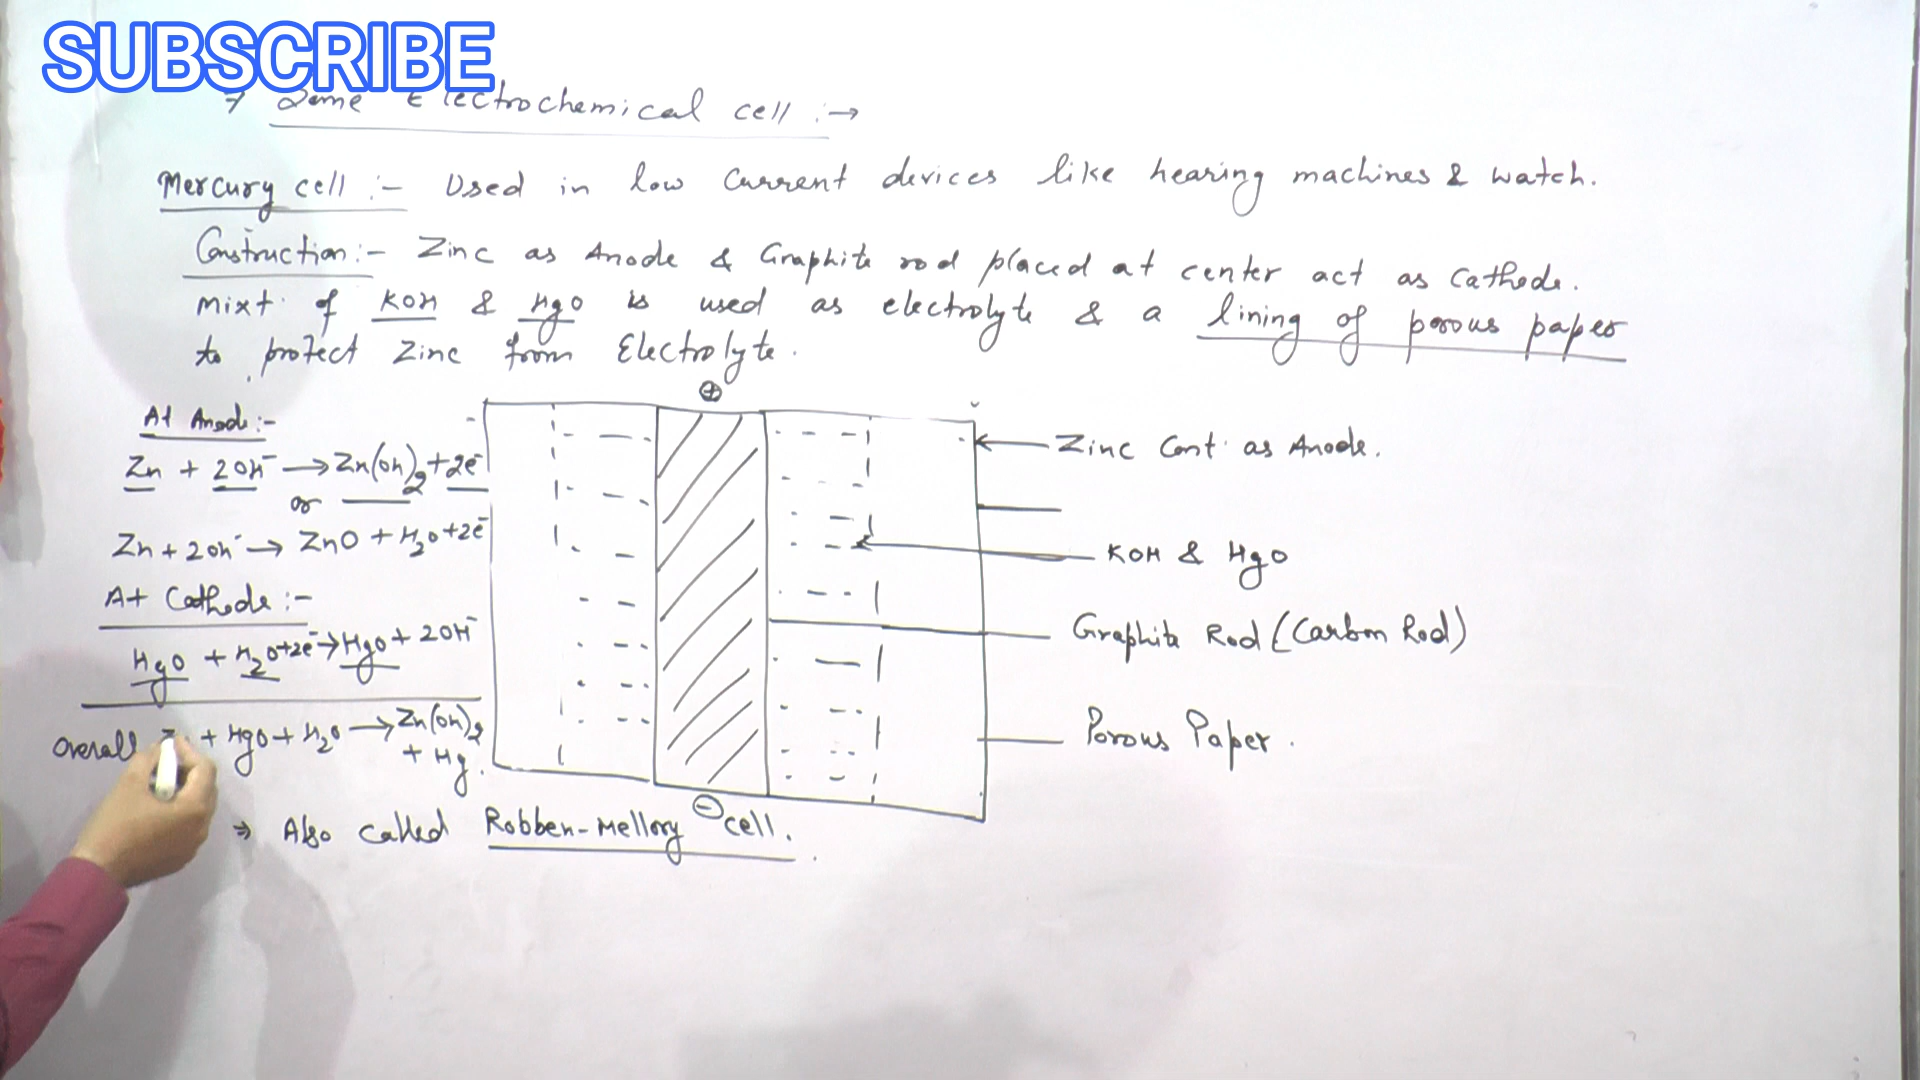 SUBSCRIBE
→ Some Electrochemical cell :→
Mercury cell :- Used in low current devices like hearing machines & watch.
Construction :- Zinc as Anode & Graphite rod placed at center act as Cathode.
mixt. of KOH & HgO is used as electrolyte & a lining of porous paper
to protect Zinc from Electrolyte.
At Anode :-
Zn + 2OH⁻ → Zn(OH)₂ + 2e⁻
or
Zn + 2OH⁻ → ZnO + H₂O + 2e⁻
At Cathode :-
HgO + H₂O + 2e⁻ → HgO + 2OH⁻
Overall + HgO + H₂O → Zn(OH)₂
+ Hg.
⇒ Also called Robben-Mellory cell.
+
-
Zinc Cont. as Anode.
KOH & HgO
Graphite Rod (Carbon Rod)
Porous Paper.